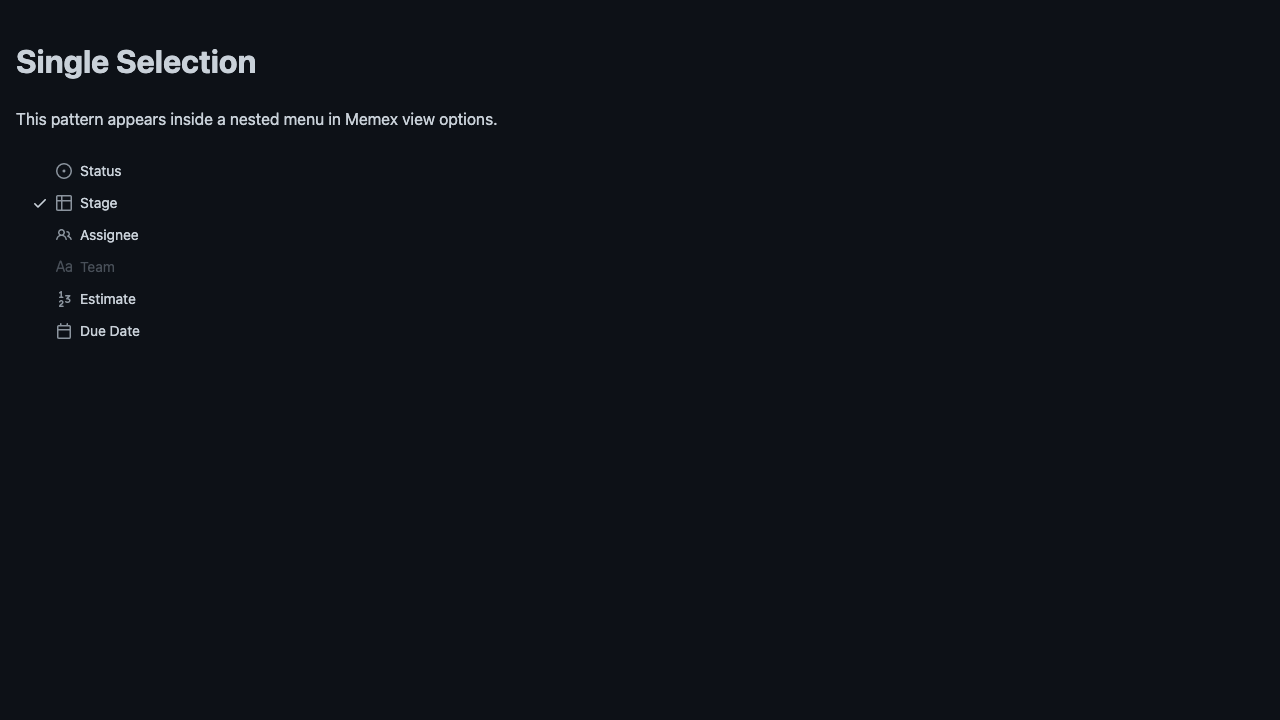 Single Selection
This pattern appears inside a nested menu in Memex view options.
Status
Stage
Assignee
Aa Team
Estimate
Due Date